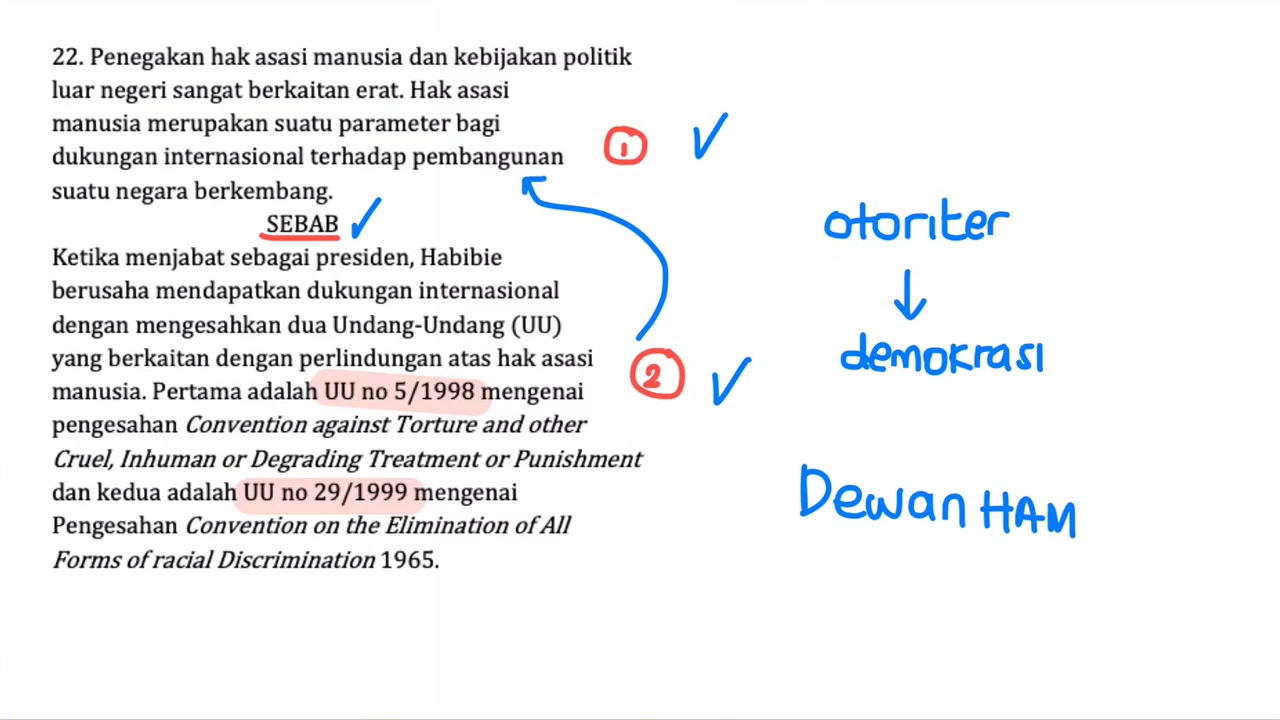 22. Penegakan hak asasi manusia dan kebijakan politik
luar negeri sangat berkaitan erat. Hak asasi
manusia merupakan suatu parameter bagi
dukungan internasional terhadap pembangunan
suatu negara berkembang.
SEBAB
Ketika menjabat sebagai presiden, Habibie
berusaha mendapatkan dukungan internasional
dengan mengesahkan dua Undang-Undang (UU)
yang berkaitan dengan perlindungan atas hak asasi
manusia. Pertama adalah UU no 5/1998 mengenai
pengesahan Convention against Torture and other
Cruel, Inhuman or Degrading Treatment or Punishment
dan kedua adalah UU no 29/1999 mengenai
Pengesahan Convention on the Elimination of All
Forms of racial Discrimination 1965.
1
2
otoriter
demokrasi
Dewan HAM